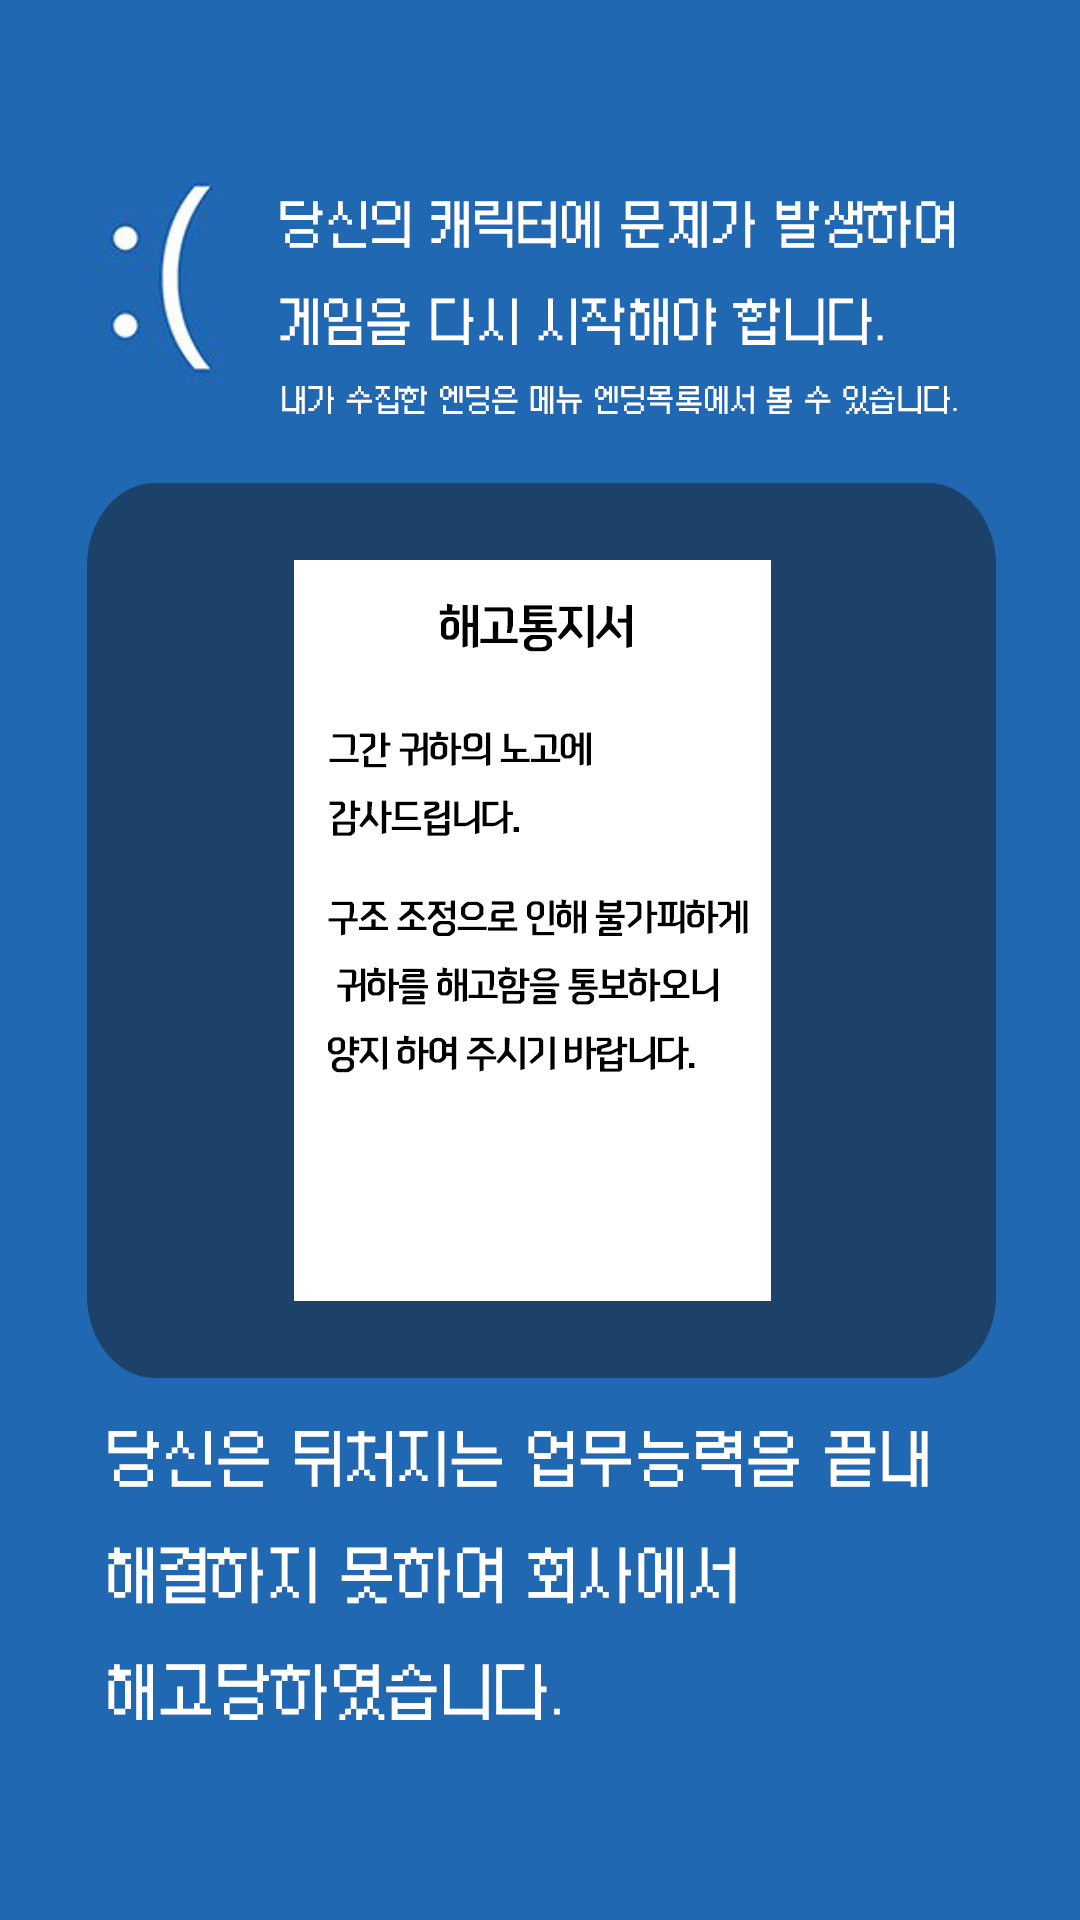 :(
당신의 캐릭터에 문제가 발생하여
게임을 다시 시작해야 합니다.
내가 수집한 엔딩은 메뉴 엔딩목록에서 볼 수 있습니다.
해고통지서
그간 귀하의 노고에
감사드립니다.
구조 조정으로 인해 불가피하게
귀하를 해고함을 통보하오니
양지 하여 주시기 바랍니다.
당신은 뒤처지는 업무능력을 끝내
해결하지 못하여 회사에서
해고당하였습니다.